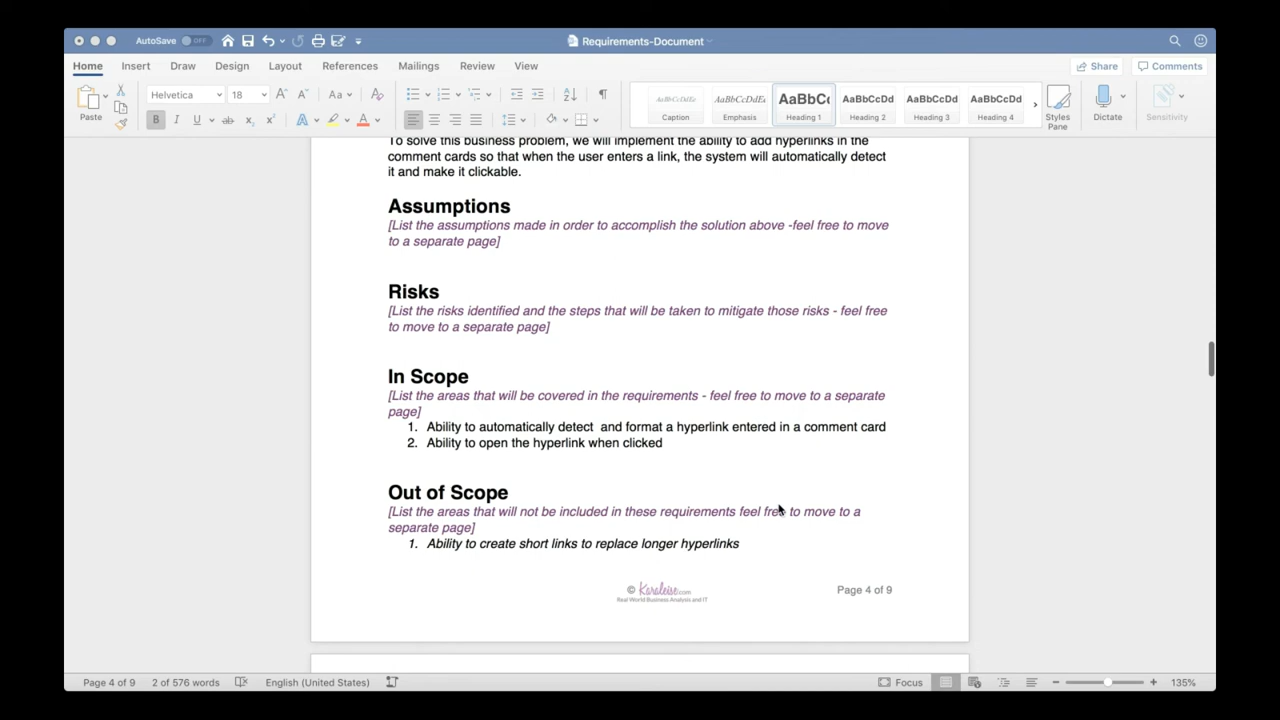 AutoSave OFF
Requirements-Document
Home Insert Draw Design Layout References Mailings Review View
Share Comments
Paste
Helvetica 18
Aa
AaBbCcDdEe AaBbCcDdEe AaBbCc AaBbCcDd AaBbCcDd AaBbCcDd
Caption Emphasis Heading 1 Heading 2 Heading 3 Heading 4
Styles Pane
Dictate
Sensitivity
To solve this business problem, we will implement the ability to add hyperlinks in the
comment cards so that when the user enters a link, the system will automatically detect
it and make it clickable.
Assumptions
[List the assumptions made in order to accomplish the solution above -feel free to move
to a separate page]
Risks
[List the risks identified and the steps that will be taken to mitigate those risks - feel free
to move to a separate page]
In Scope
[List the areas that will be covered in the requirements - feel free to move to a separate
page]
1. Ability to automatically detect and format a hyperlink entered in a comment card
2. Ability to open the hyperlink when clicked
Out of Scope
[List the areas that will not be included in these requirements feel free to move to a
separate page]
1. Ability to create short links to replace longer hyperlinks
© Karaleise.com
Real World Business Analysis and IT
Page 4 of 9
Page 4 of 9 2 of 576 words English (United States) Focus 135%